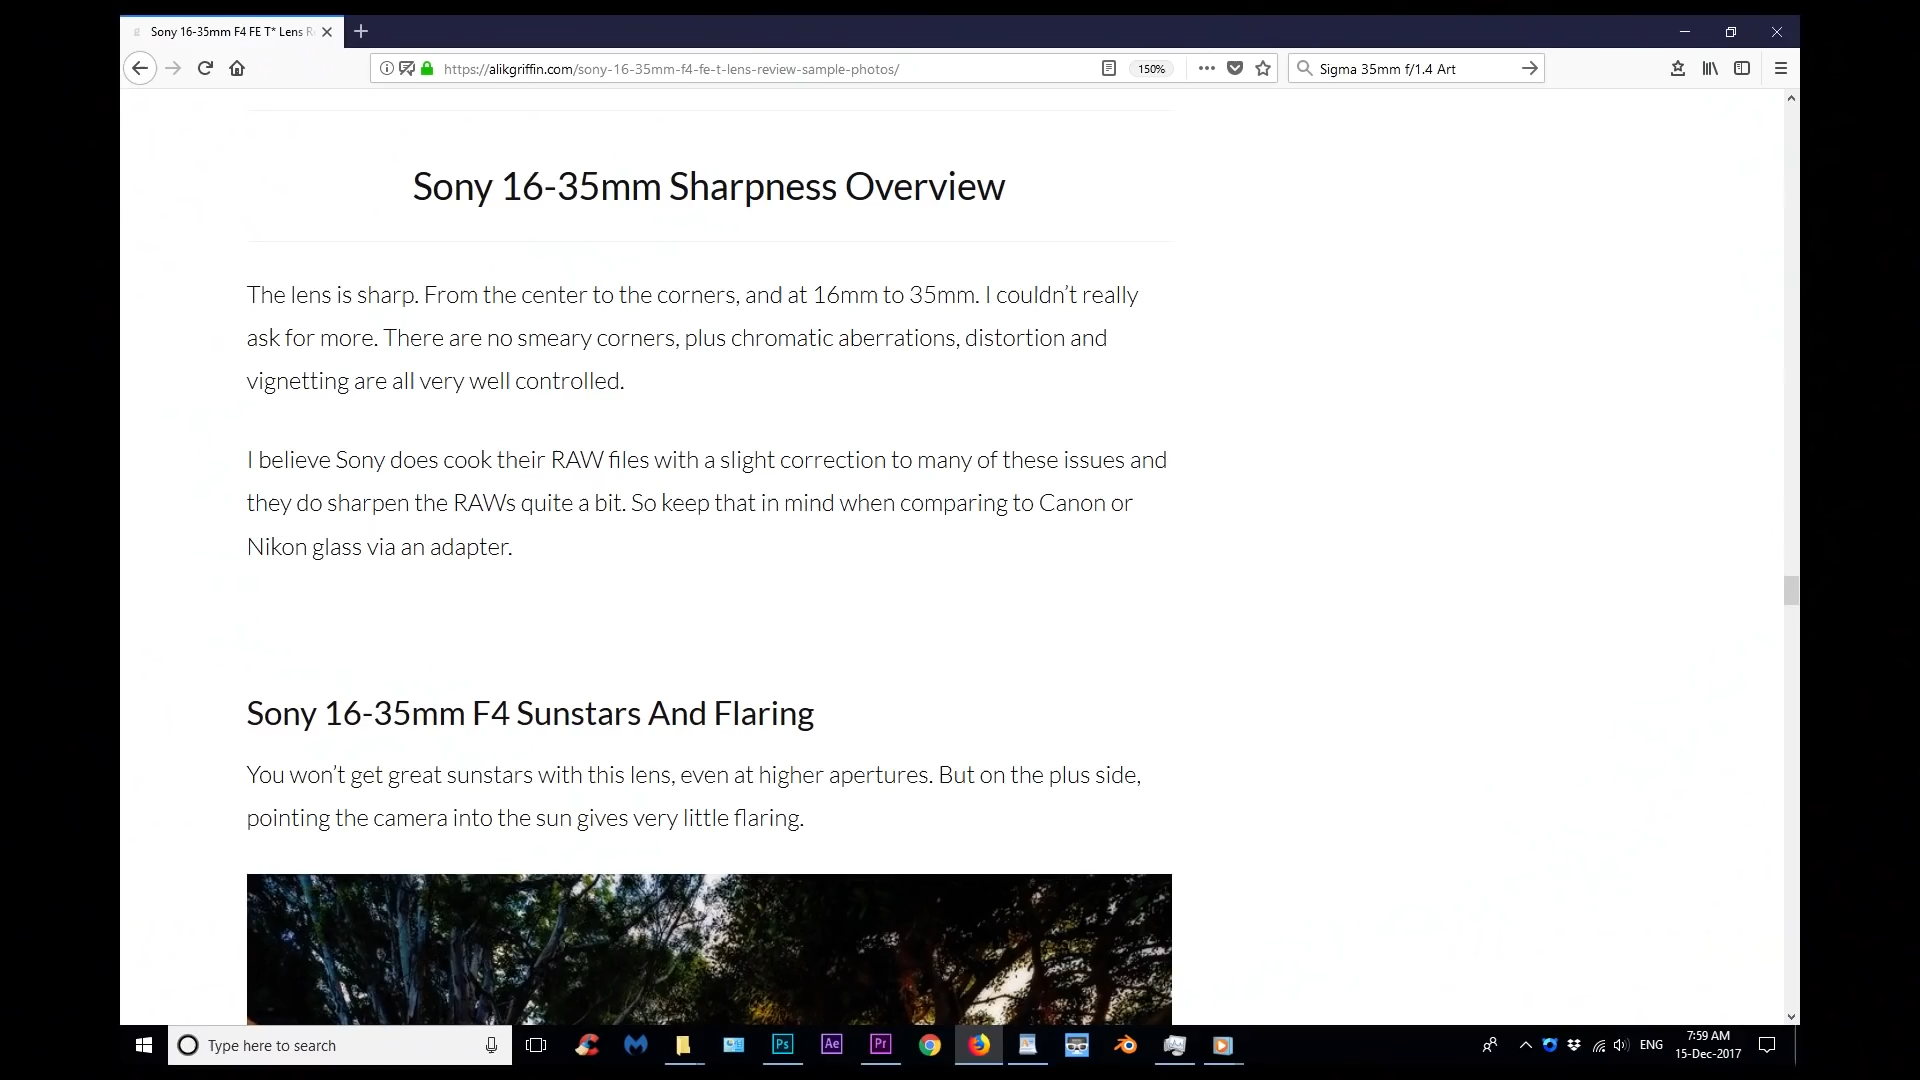 Sony 16-35mm F4 FE T* Lens R
https://alikgriffin.com/sony-16-35mm-f4-fe-t-lens-review-sample-photos/
150%
Sigma 35mm f/1.4 Art
Sony 16-35mm Sharpness Overview
The lens is sharp. From the center to the corners, and at 16mm to 35mm. I couldn’t really
ask for more. There are no smeary corners, plus chromatic aberrations, distortion and
vignetting are all very well controlled.
I believe Sony does cook their RAW files with a slight correction to many of these issues and
they do sharpen the RAWs quite a bit. So keep that in mind when comparing to Canon or
Nikon glass via an adapter.
Sony 16-35mm F4 Sunstars And Flaring
You won’t get great sunstars with this lens, even at higher apertures. But on the plus side,
pointing the camera into the sun gives very little flaring.
Type here to search
Ps
Ae
Pr
ENG
7:59 AM
15-Dec-2017